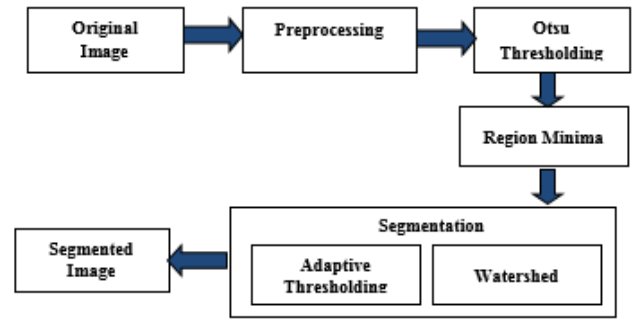 Original
Image
Preprocessing
Otsu
Thresholding
Region Minima
Segmentation
Adaptive
Thresholding
Watershed
Segmented
Image